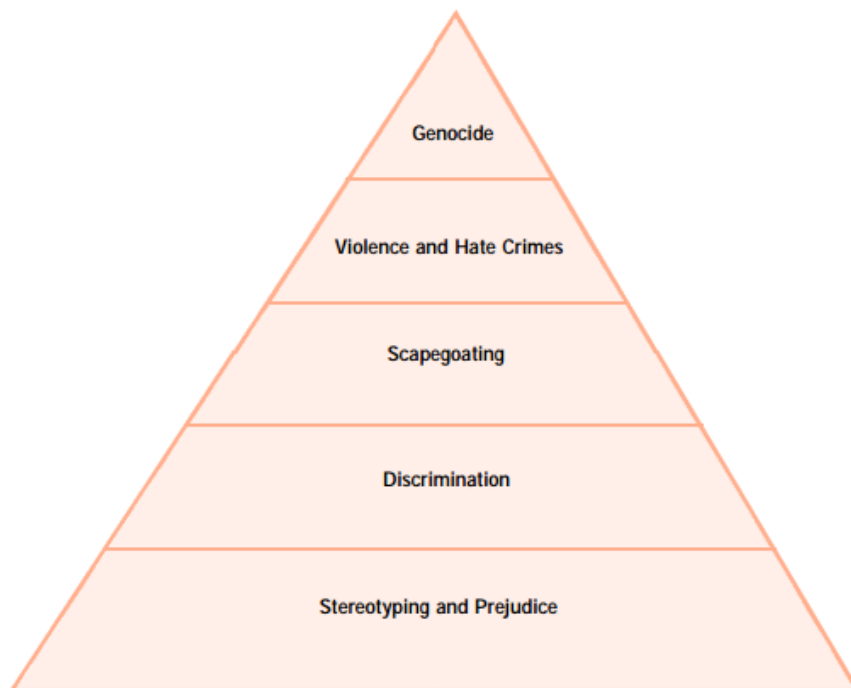 Genocide
Violence and Hate Crimes
Scapegoating
Discrimination
Stereotyping and Prejudice